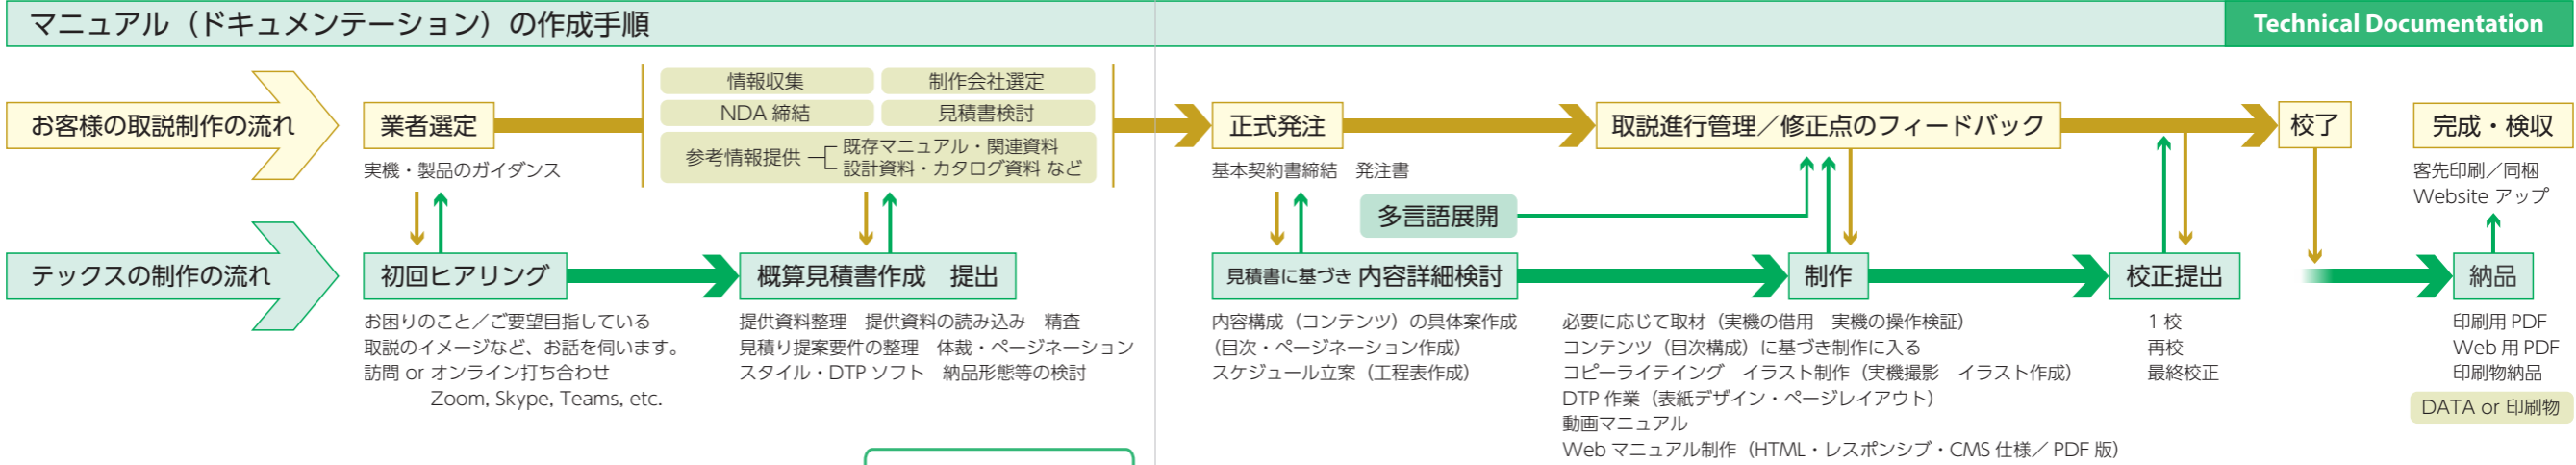 マニュアル（ドキュメンテーション）の作成手順
Technical Documentation
お客様の取説制作の流れ
業者選定
実機・製品のガイダンス
情報収集
制作会社選定
NDA 締結
見積書検討
参考情報提供
既存マニュアル・関連資料
設計資料・カタログ資料 など
正式発注
基本契約書締結　発注書
取説進行管理／修正点のフィードバック
校了
完成・検収
客先印刷／同梱
Website アップ
多言語展開
テックスの制作の流れ
初回ヒアリング
お困りのこと／ご要望目指している
取説のイメージなど、お話を伺います。
訪問 or オンライン打ち合わせ
Zoom, Skype, Teams, etc.
概算見積書作成　提出
提供資料整理　提供資料の読み込み　精査
見積り提案要件の整理　体裁・ページネーション
スタイル・DTP ソフト　納品形態等の検討
見積書に基づき 内容詳細検討
内容構成（コンテンツ）の具体案作成
（目次・ページネーション作成）
スケジュール立案（工程表作成）
制作
必要に応じて取材（実機の借用　実機の操作検証）
コンテンツ（目次構成）に基づき制作に入る
コピーライテイング　イラスト制作（実機撮影　イラスト作成）
DTP 作業（表紙デザイン・ページレイアウト）
動画マニュアル
Web マニュアル制作（HTML・レスポンシブ・CMS 仕様／ PDF 版）
校正提出
1 校
再校
最終校正
納品
印刷用 PDF
Web 用 PDF
印刷物納品
DATA or 印刷物